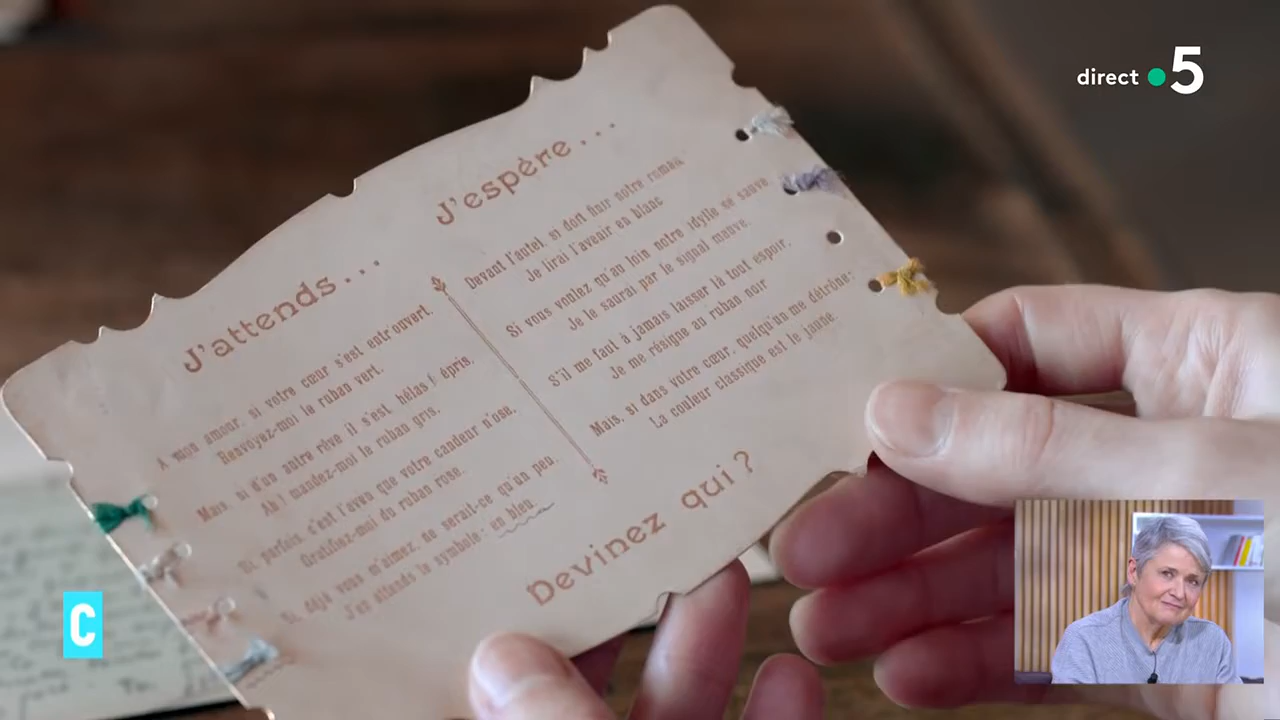 direct 5
J'attends...
A mon amour, si votre cœur s'est entr'ouvert,
Renvoyez-moi le ruban vert.
Mais, si d'un autre rêve il s'est, hélas ! épris,
Ah ! mandez-moi le ruban gris.
Si, parfois, c'est l'aveu que votre candeur n'ose,
Gratifiez-moi du ruban rose.
Si, déjà vous m'aimez, ne serait-ce qu'un peu,
J'en attends le symbole : en bleu.
J'espère...
Devant l'autel, si doit finir notre roman
Je lirai l'avenir en blanc
Si vous voulez qu'au loin notre idylle se sauve
Je le saurai par le signal mauve.
S'il me faut à jamais laisser là tout espoir,
Je me résigne au ruban noir
Mais, si dans votre cœur, quelqu'un me détrône;
La couleur classique est le jaune.
Devinez qui ?
C